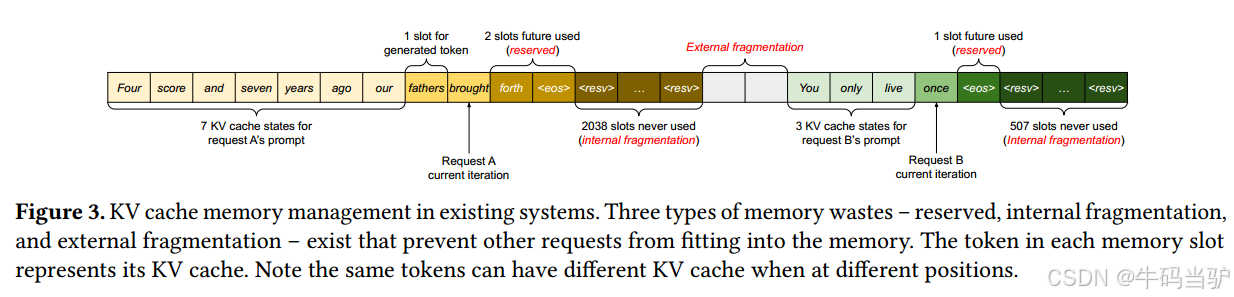 1 slot for
generated token
2 slots future used
(reserved)
External fragmentation
1 slot future used
(reserved)
Four score and seven years ago our fathers brought forth <eos> <resv> ... <resv> You only live once <eos> <resv> ... <resv>
7 KV cache states for
request A's prompt
2038 slots never used
(internal fragmentation)
3 KV cache states for
request B's prompt
507 slots never used
(Internal fragmentation)
Request A
current iteration
Request B
current iteration
Figure 3. KV cache memory management in existing systems. Three types of memory wastes – reserved, internal fragmentation,
and external fragmentation – exist that prevent other requests from fitting into the memory. The token in each memory slot
represents its KV cache. Note the same tokens can have different KV cache when at different positions.
CSDN @牛码当驴